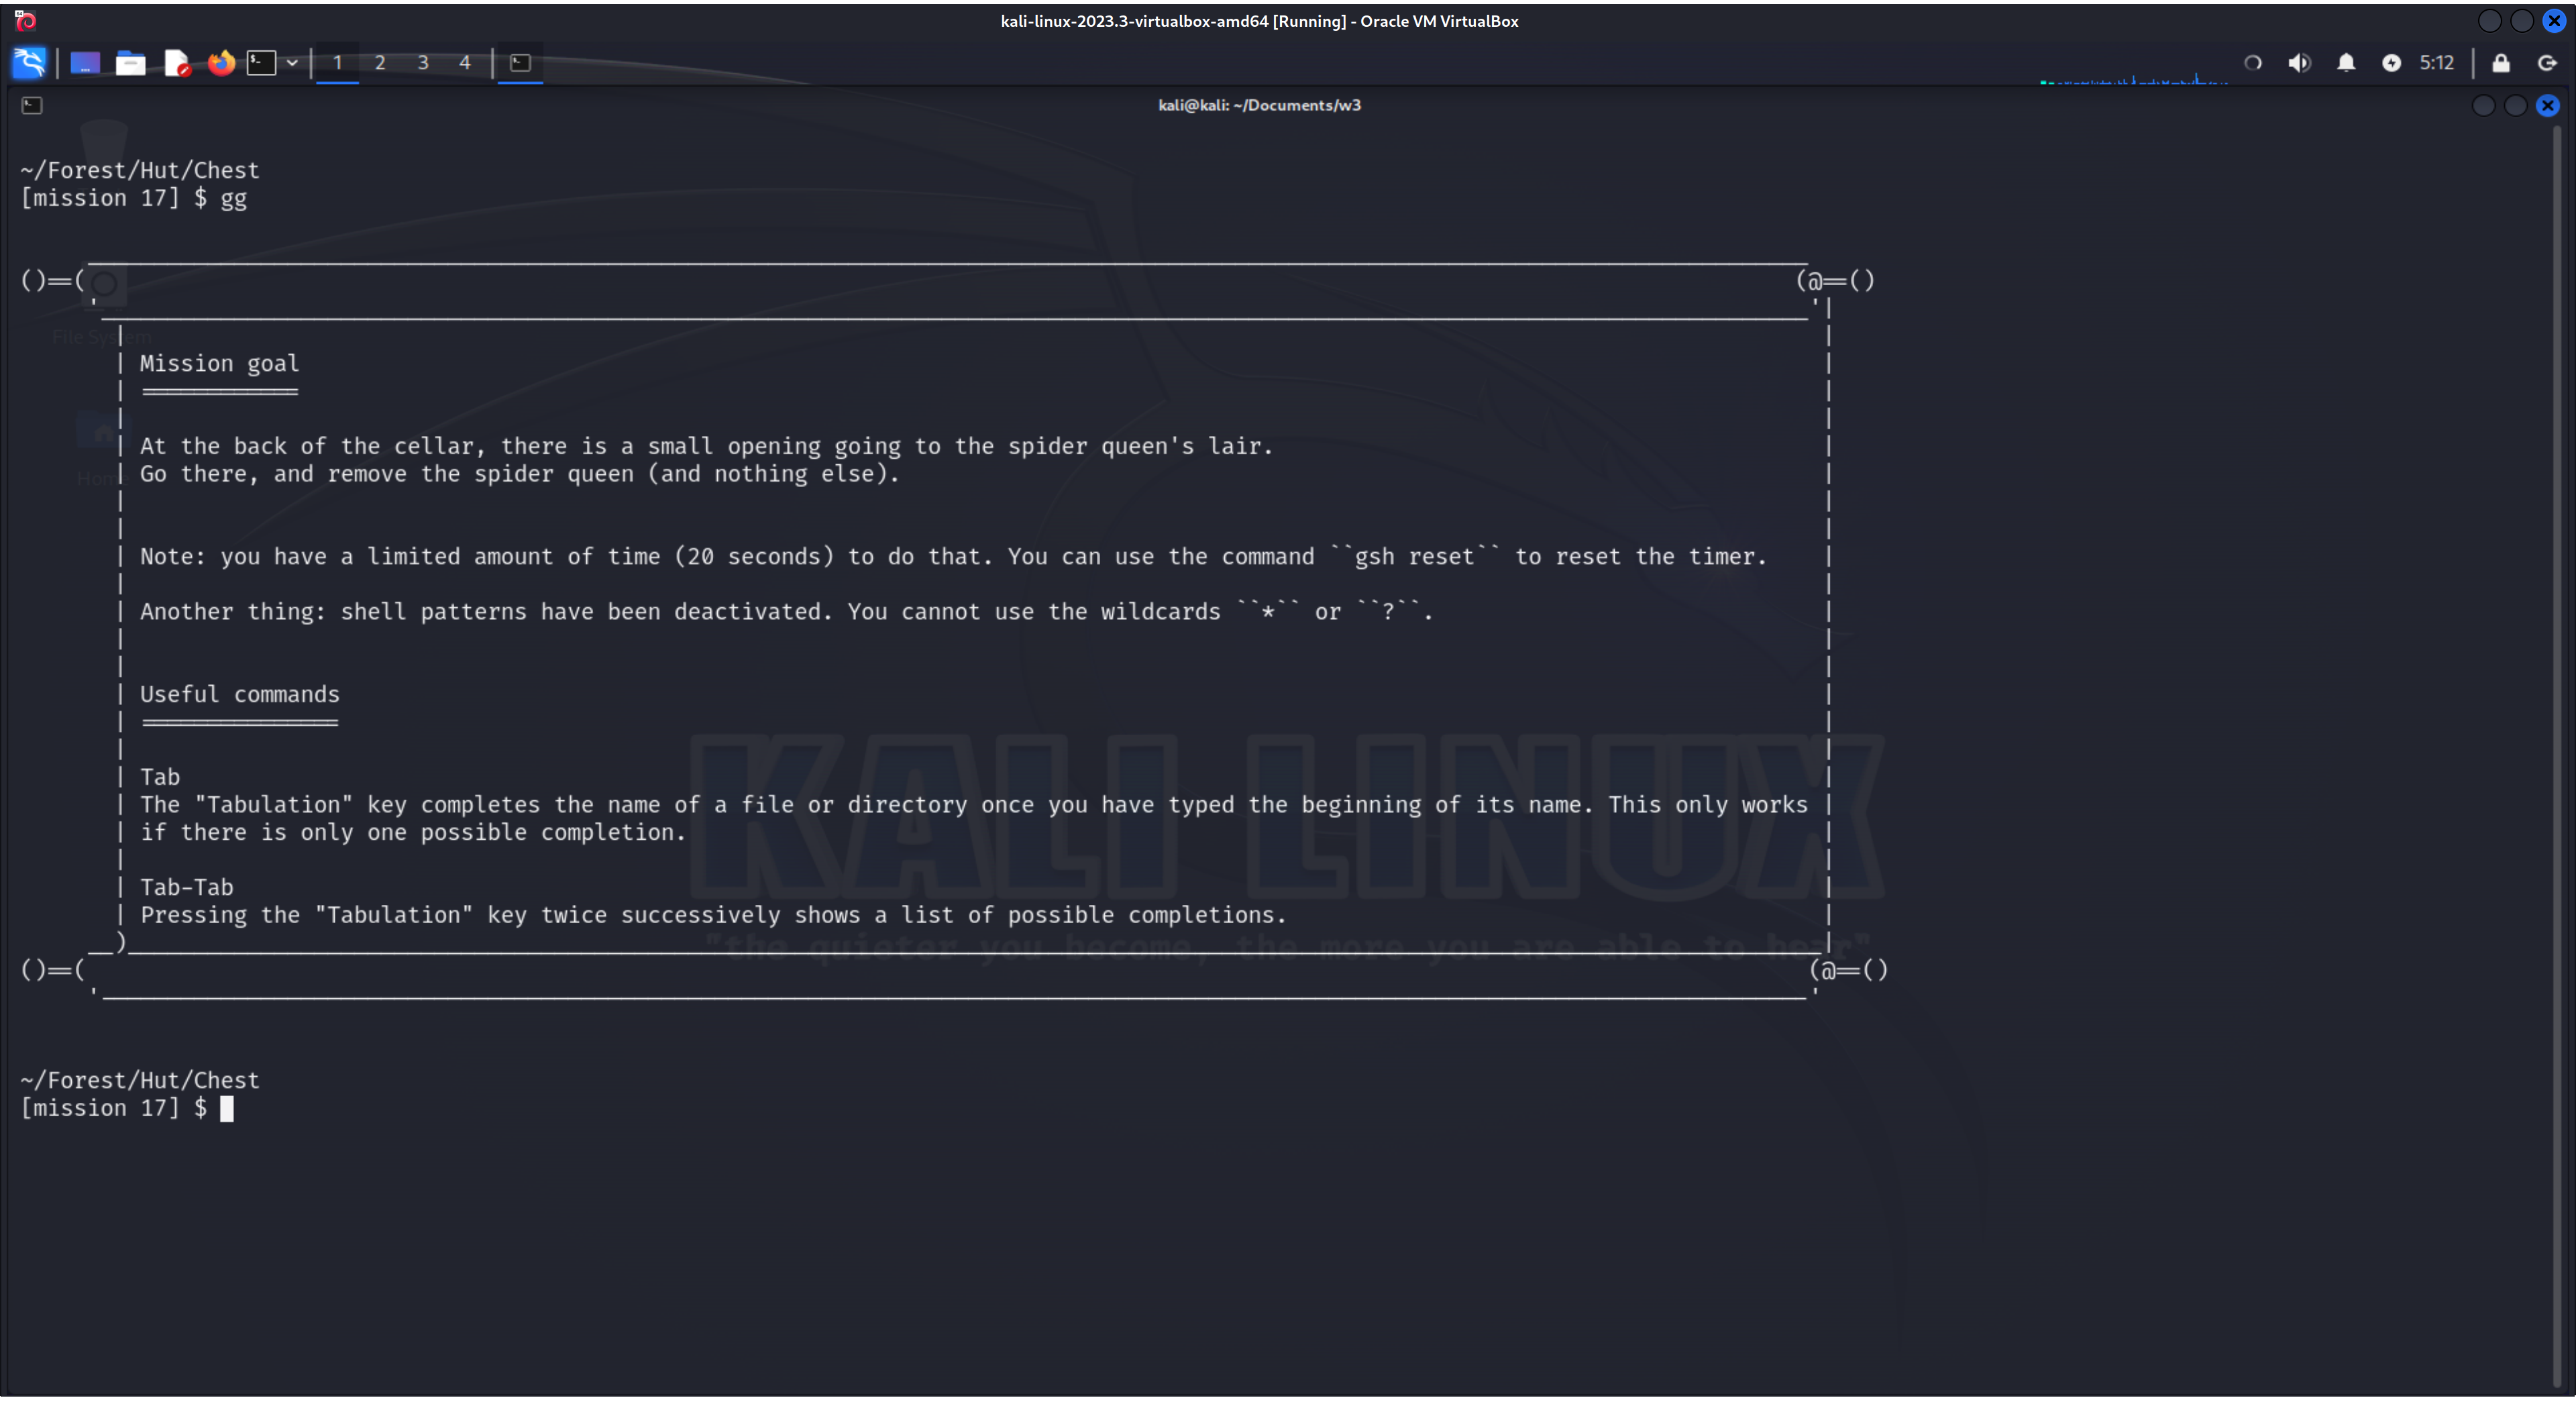 kali-linux-2023.3-virtualbox-amd64 [Running] - Oracle VM VirtualBox
1 2 3 4
5:12
kali@kali: ~/Documents/w3
~/Forest/Hut/Chest
[mission 17] $ gg
File System
Home
Mission goal
============
At the back of the cellar, there is a small opening going to the spider queen's lair.
Go there, and remove the spider queen (and nothing else).
Note: you have a limited amount of time (20 seconds) to do that. You can use the command ``gsh reset`` to reset the timer.
Another thing: shell patterns have been deactivated. You cannot use the wildcards ``*`` or ``?``.
Useful commands
===============
Tab
The "Tabulation" key completes the name of a file or directory once you have typed the beginning of its name. This only works
if there is only one possible completion.
Tab-Tab
Pressing the "Tabulation" key twice successively shows a list of possible completions.
KALI LINUX
"the quieter you become, the more you are able to hear"
~/Forest/Hut/Chest
[mission 17] $